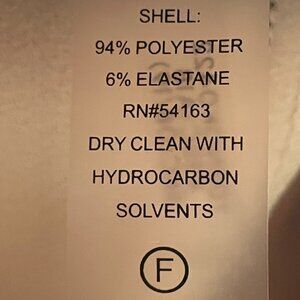 SHELL:
94% POLYESTER
6% ELASTANE
RN#54163
DRY CLEAN WITH
HYDROCARBON
SOLVENTS
F